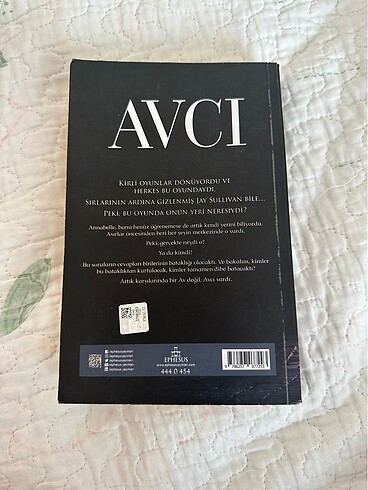 AVCI
KİRLİ OYUNLAR DÖNÜYORDU VE
HERKES BU OYUNDAYDI.
SIRLARININ ARDINA GİZLENMİŞ JAY SULLIVAN BİLE...
PEKİ, BU OYUNDA ONUN YERİ NERESİYDİ?
Annabelle, bunu henüz öğrenemese de artık kendi yerini biliyordu.
Asırlar öncesinden beri her şeyin merkezinde o vardı.
Peki, gerçekte neydi o?
Ya da kimdi?
Bu soruların cevapları birilerinin bataklığı olacaktı. Ve bakalım, kimler
bu bataklıktan kurtulacak, kimler tamamen dibe batacaktı?
Artık karşılarında bir Av değil, Avcı vardı.
EPHESUS
www.ephesusyayinlari.com
444 0 454